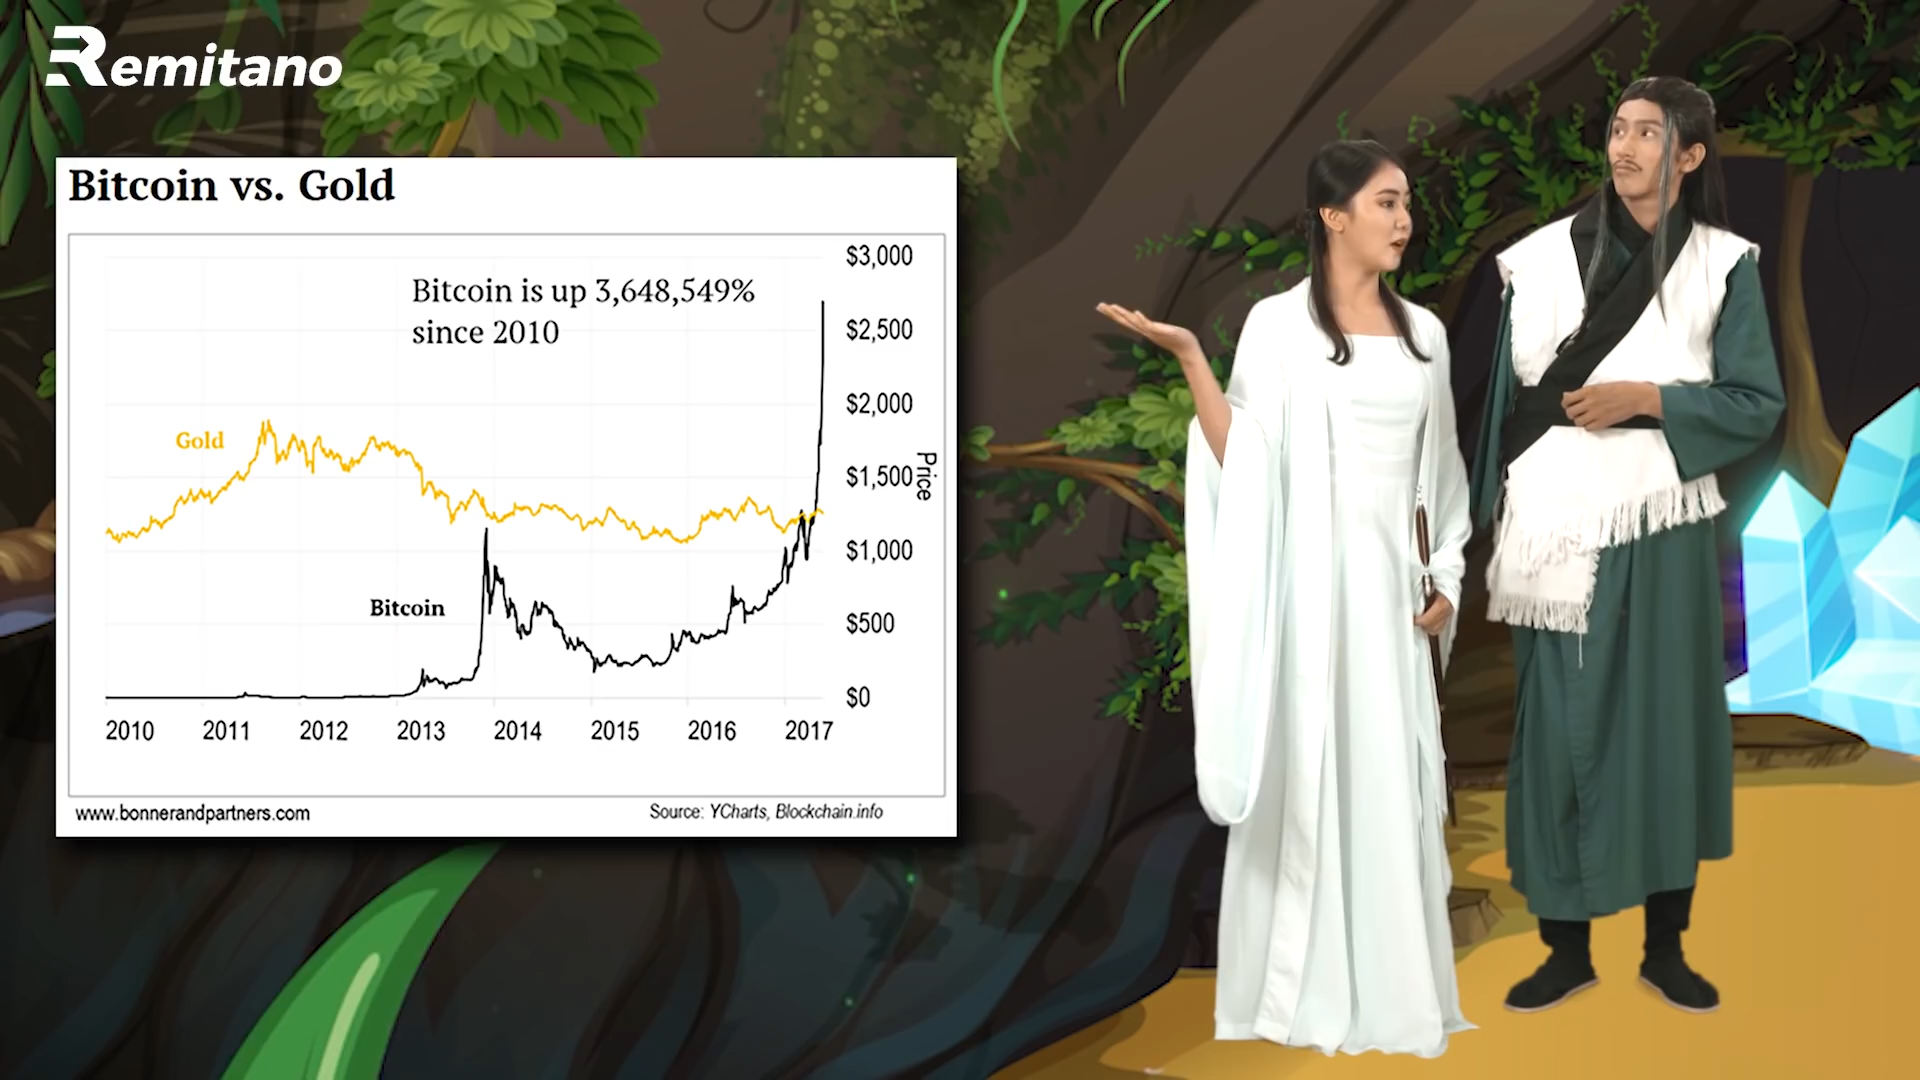 Remitano
Bitcoin vs. Gold
Bitcoin is up 3,648,549%
since 2010
Gold
Bitcoin
$3,000
$2,500
$2,000
$1,500
$1,000
$500
$0
Price
2010 2011 2012 2013 2014 2015 2016 2017
www.bonnerandpartners.com
Source: YCharts, Blockchain.info